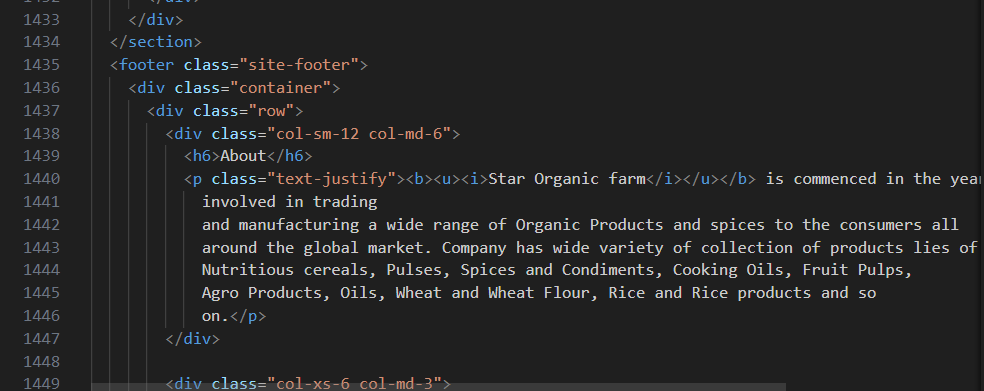 1433 </div>
1434 </section>
1435 <footer class="site-footer">
1436 <div class="container">
1437 <div class="row">
1438 <div class="col-sm-12 col-md-6">
1439 <h6>About</h6>
1440 <p class="text-justify"><b><u><i>Star Organic farm</i></u></b> is commenced in the
1441 involved in trading
1442 and manufacturing a wide range of Organic Products and spices to the consumers all
1443 around the global market. Company has wide variety of collection of products lies of
1444 Nutritious cereals, Pulses, Spices and Condiments, Cooking Oils, Fruit Pulps,
1445 Agro Products, Oils, Wheat and Wheat Flour, Rice and Rice products and so
1446 on.</p>
1447 </div>
1448
1449 <div class="col-xs-6 col-md-3">